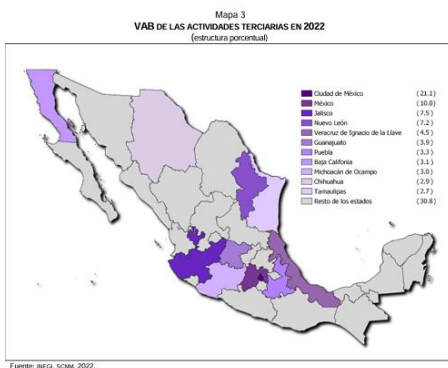 Mapa 3
VAB DE LAS ACTIVIDADES TERCIARIAS EN 2022
(estructura porcentual)
Ciudad de México (21.1)
México (10.0)
Jalisco (7.5)
Nuevo León (7.2)
Veracruz de Ignacio de la Llave (4.5)
Guanajuato (3.9)
Puebla (3.3)
Baja California (3.1)
Michoacán de Ocampo (3.0)
Chihuahua (2.9)
Tamaulipas (2.7)
Resto de los estados (30.8)
Fuente: INEGI. SCNM, 2022.